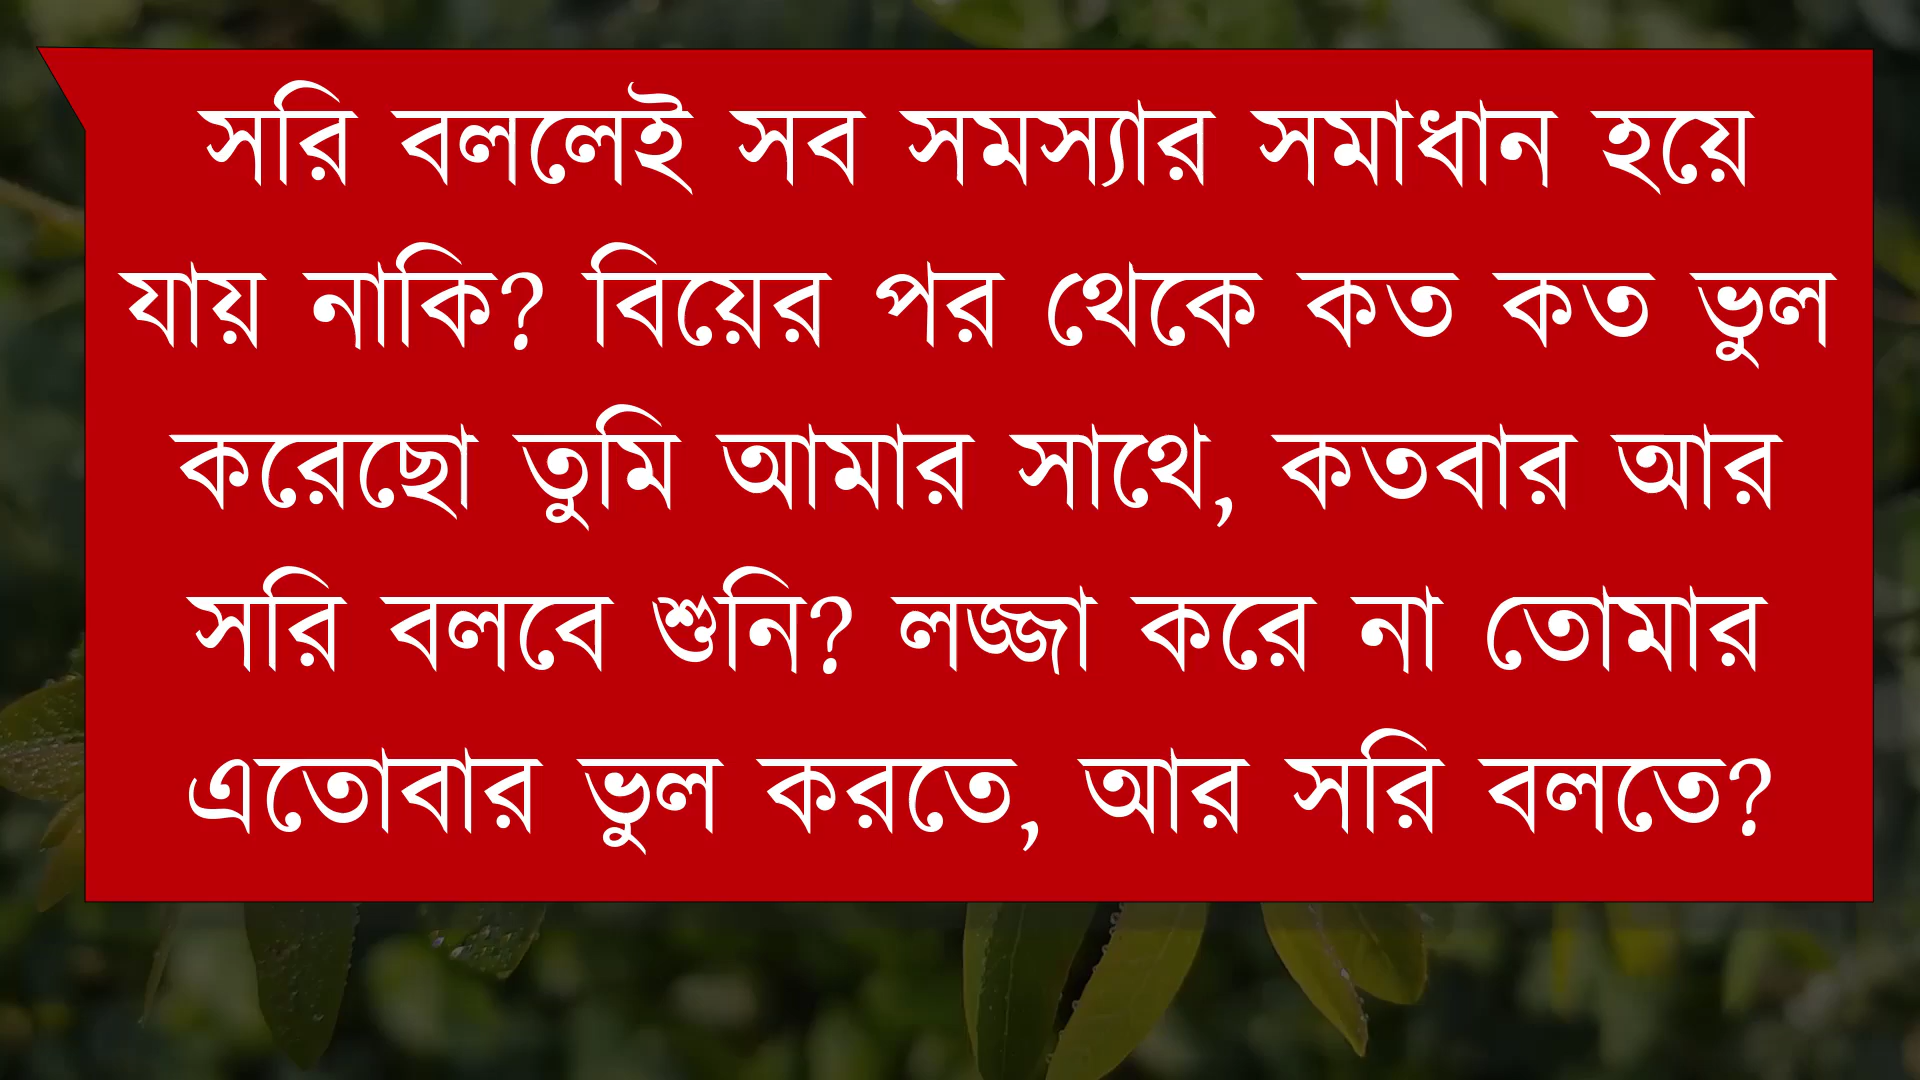 সরি বললেই সব সমস্যার সমাধান হয়ে
যায় নাকি? বিয়ের পর থেকে কত কত ভুল
করেছো তুমি আমার সাথে, কতবার আর
সরি বলবে শুনি? লজ্জা করে না তোমার
এতোবার ভুল করতে, আর সরি বলতে?